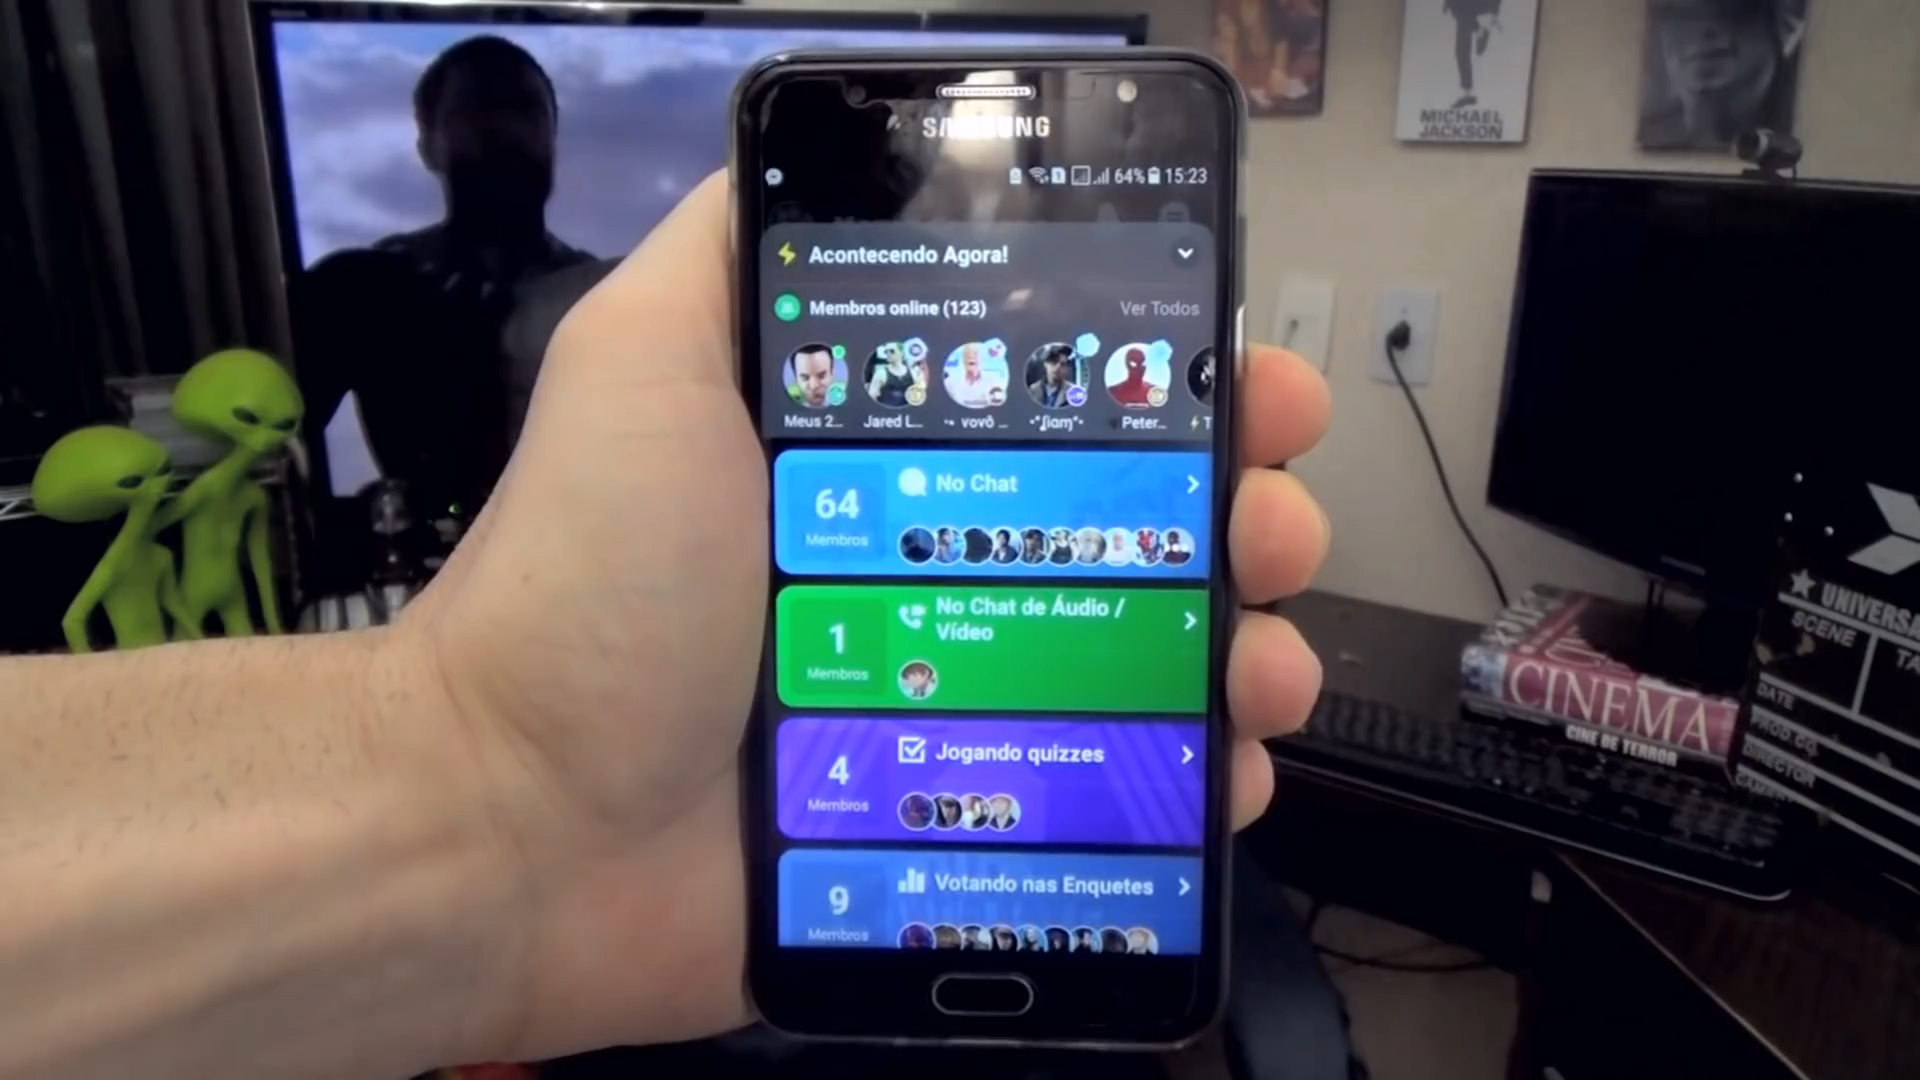 MICHAEL
JACKSON
SAMSUNG
64% 15:23
Acontecendo Agora!
Membros online (123)
Ver Todos
Meus 2...
Jared L...
vovô ...
Peter...
64
Membros
No Chat
1
Membros
No Chat de Áudio /
Vídeo
4
Membros
Jogando quizzes
9
Membros
Votando nas Enquetes
CINEMA
CINE DE TERROR
UNIVERSA
SCENE
TA
DATE
PROD.CO.
DIRECTOR